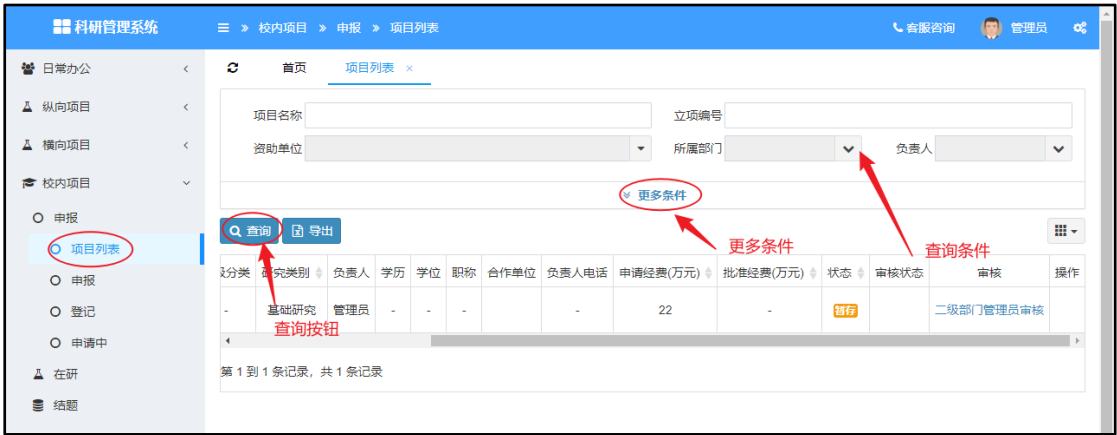 科研管理系统
校内项目 » 申报 » 项目列表
客服咨询
管理员
日常办公
纵向项目
横向项目
校内项目
申报
项目列表
申报
登记
申请中
在研
结题
首页 项目列表 ×
项目名称 立项编号
资助单位 所属部门 负责人
更多条件
查询 导出
更多条件
查询条件
分类 研究类别 负责人 学历 学位 职称 合作单位 负责人电话 申请经费(万元) 批准经费(万元) 状态 审核状态 审核 操作
- 基础研究 管理员 - - - - 22 - 暂存 二级部门管理员审核
查询按钮
第 1 到 1 条记录，共 1 条记录